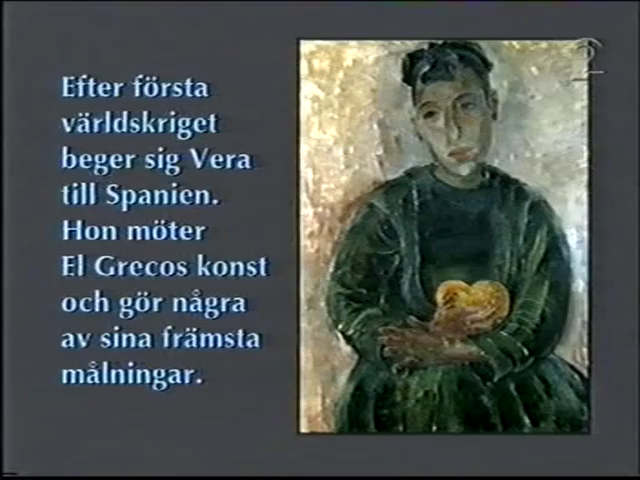 Efter första
världskriget
beger sig Vera
till Spanien.
Hon möter
El Grecos konst
och gör några
av sina främsta
målningar.
2